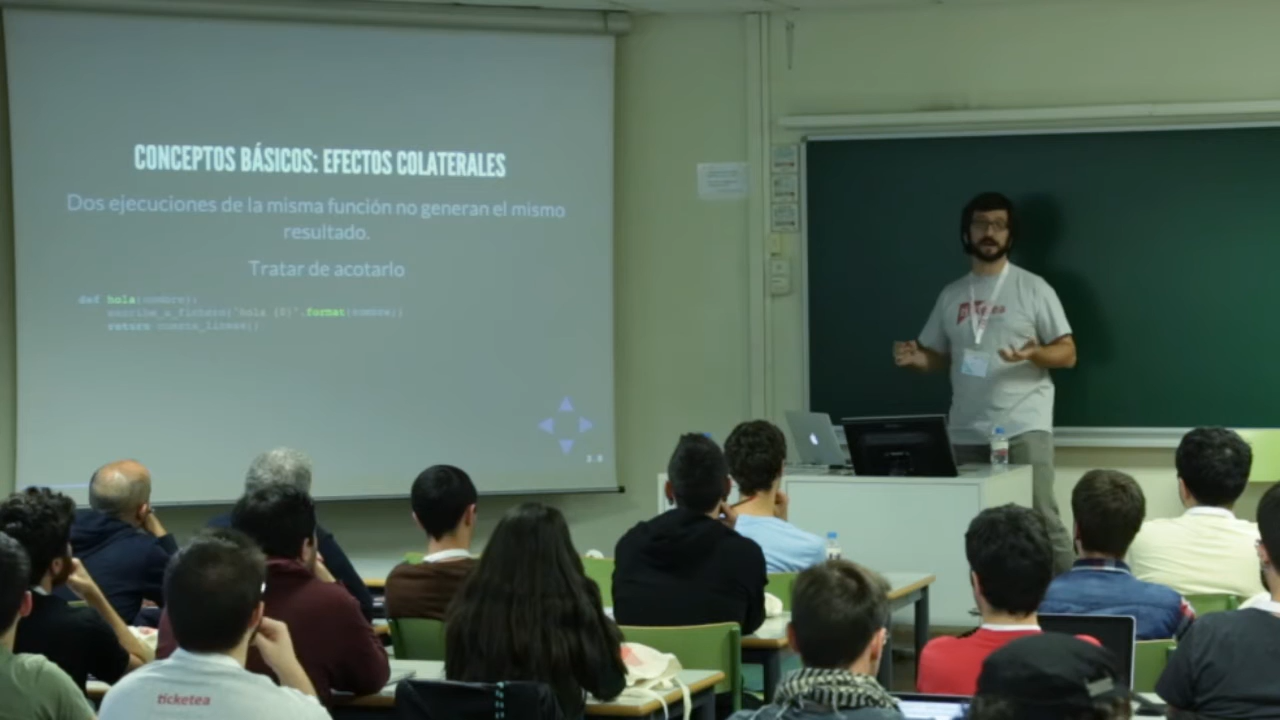 CONCEPTOS BÁSICOS: EFECTOS COLATERALES
Dos ejecuciones de la misma función no generan el mismo
resultado.
Tratar de acotarlo
def hola(nombre):
escribe_a_fichero("hola {0}".format(nombre))
return cuenta_lineas()
ticketea